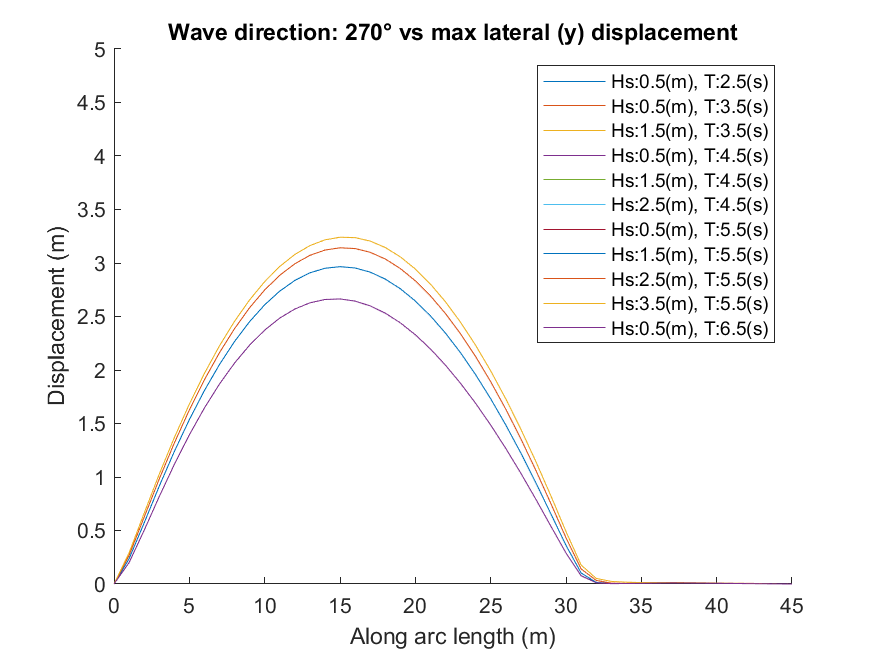 Wave direction: 270° vs max lateral (y) displacement
5
4.5
4
3.5
3
2.5
2
1.5
1
0.5
0
Displacement (m)
Hs:0.5(m), T:2.5(s)
Hs:0.5(m), T:3.5(s)
Hs:1.5(m), T:3.5(s)
Hs:0.5(m), T:4.5(s)
Hs:1.5(m), T:4.5(s)
Hs:2.5(m), T:4.5(s)
Hs:0.5(m), T:5.5(s)
Hs:1.5(m), T:5.5(s)
Hs:2.5(m), T:5.5(s)
Hs:3.5(m), T:5.5(s)
Hs:0.5(m), T:6.5(s)
0 5 10 15 20 25 30 35 40 45
Along arc length (m)